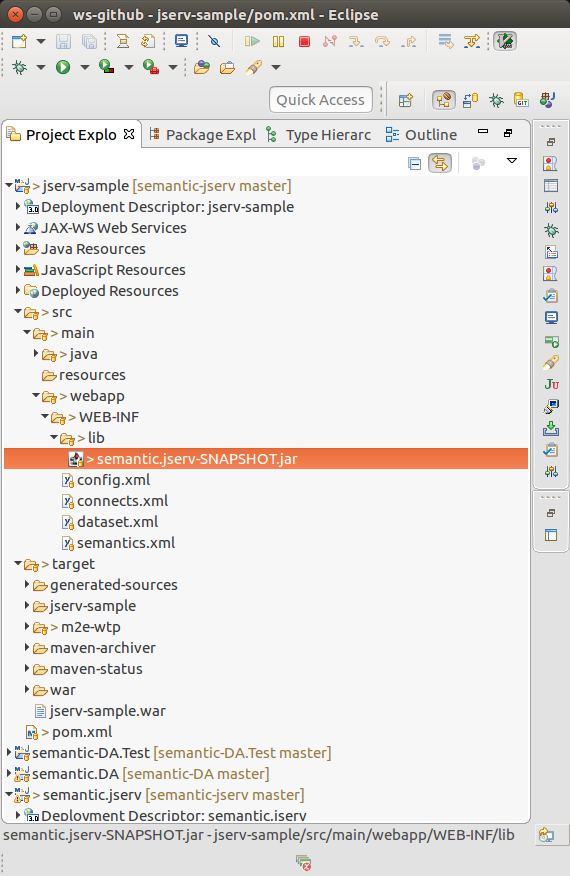 ws-github - jserv-sample/pom.xml - Eclipse
Quick Access
Project Explo Package Expl Type Hierarc Outline
> jserv-sample [semantic-jserv master]
Deployment Descriptor: jserv-sample
JAX-WS Web Services
Java Resources
JavaScript Resources
Deployed Resources
> src
> main
> java
resources
> webapp
> WEB-INF
> lib
> semantic.jserv-SNAPSHOT.jar
config.xml
connects.xml
dataset.xml
semantics.xml
> target
generated-sources
jserv-sample
> m2e-wtp
maven-archiver
maven-status
war
jserv-sample.war
> pom.xml
semantic-DA.Test [semantic-DA.Test master]
semantic.DA [semantic-DA master]
> semantic.jserv [semantic-jserv master]
Deployment Descriptor: semantic.jserv
semantic.jserv-SNAPSHOT.jar - jserv-sample/src/main/webapp/WEB-INF/lib